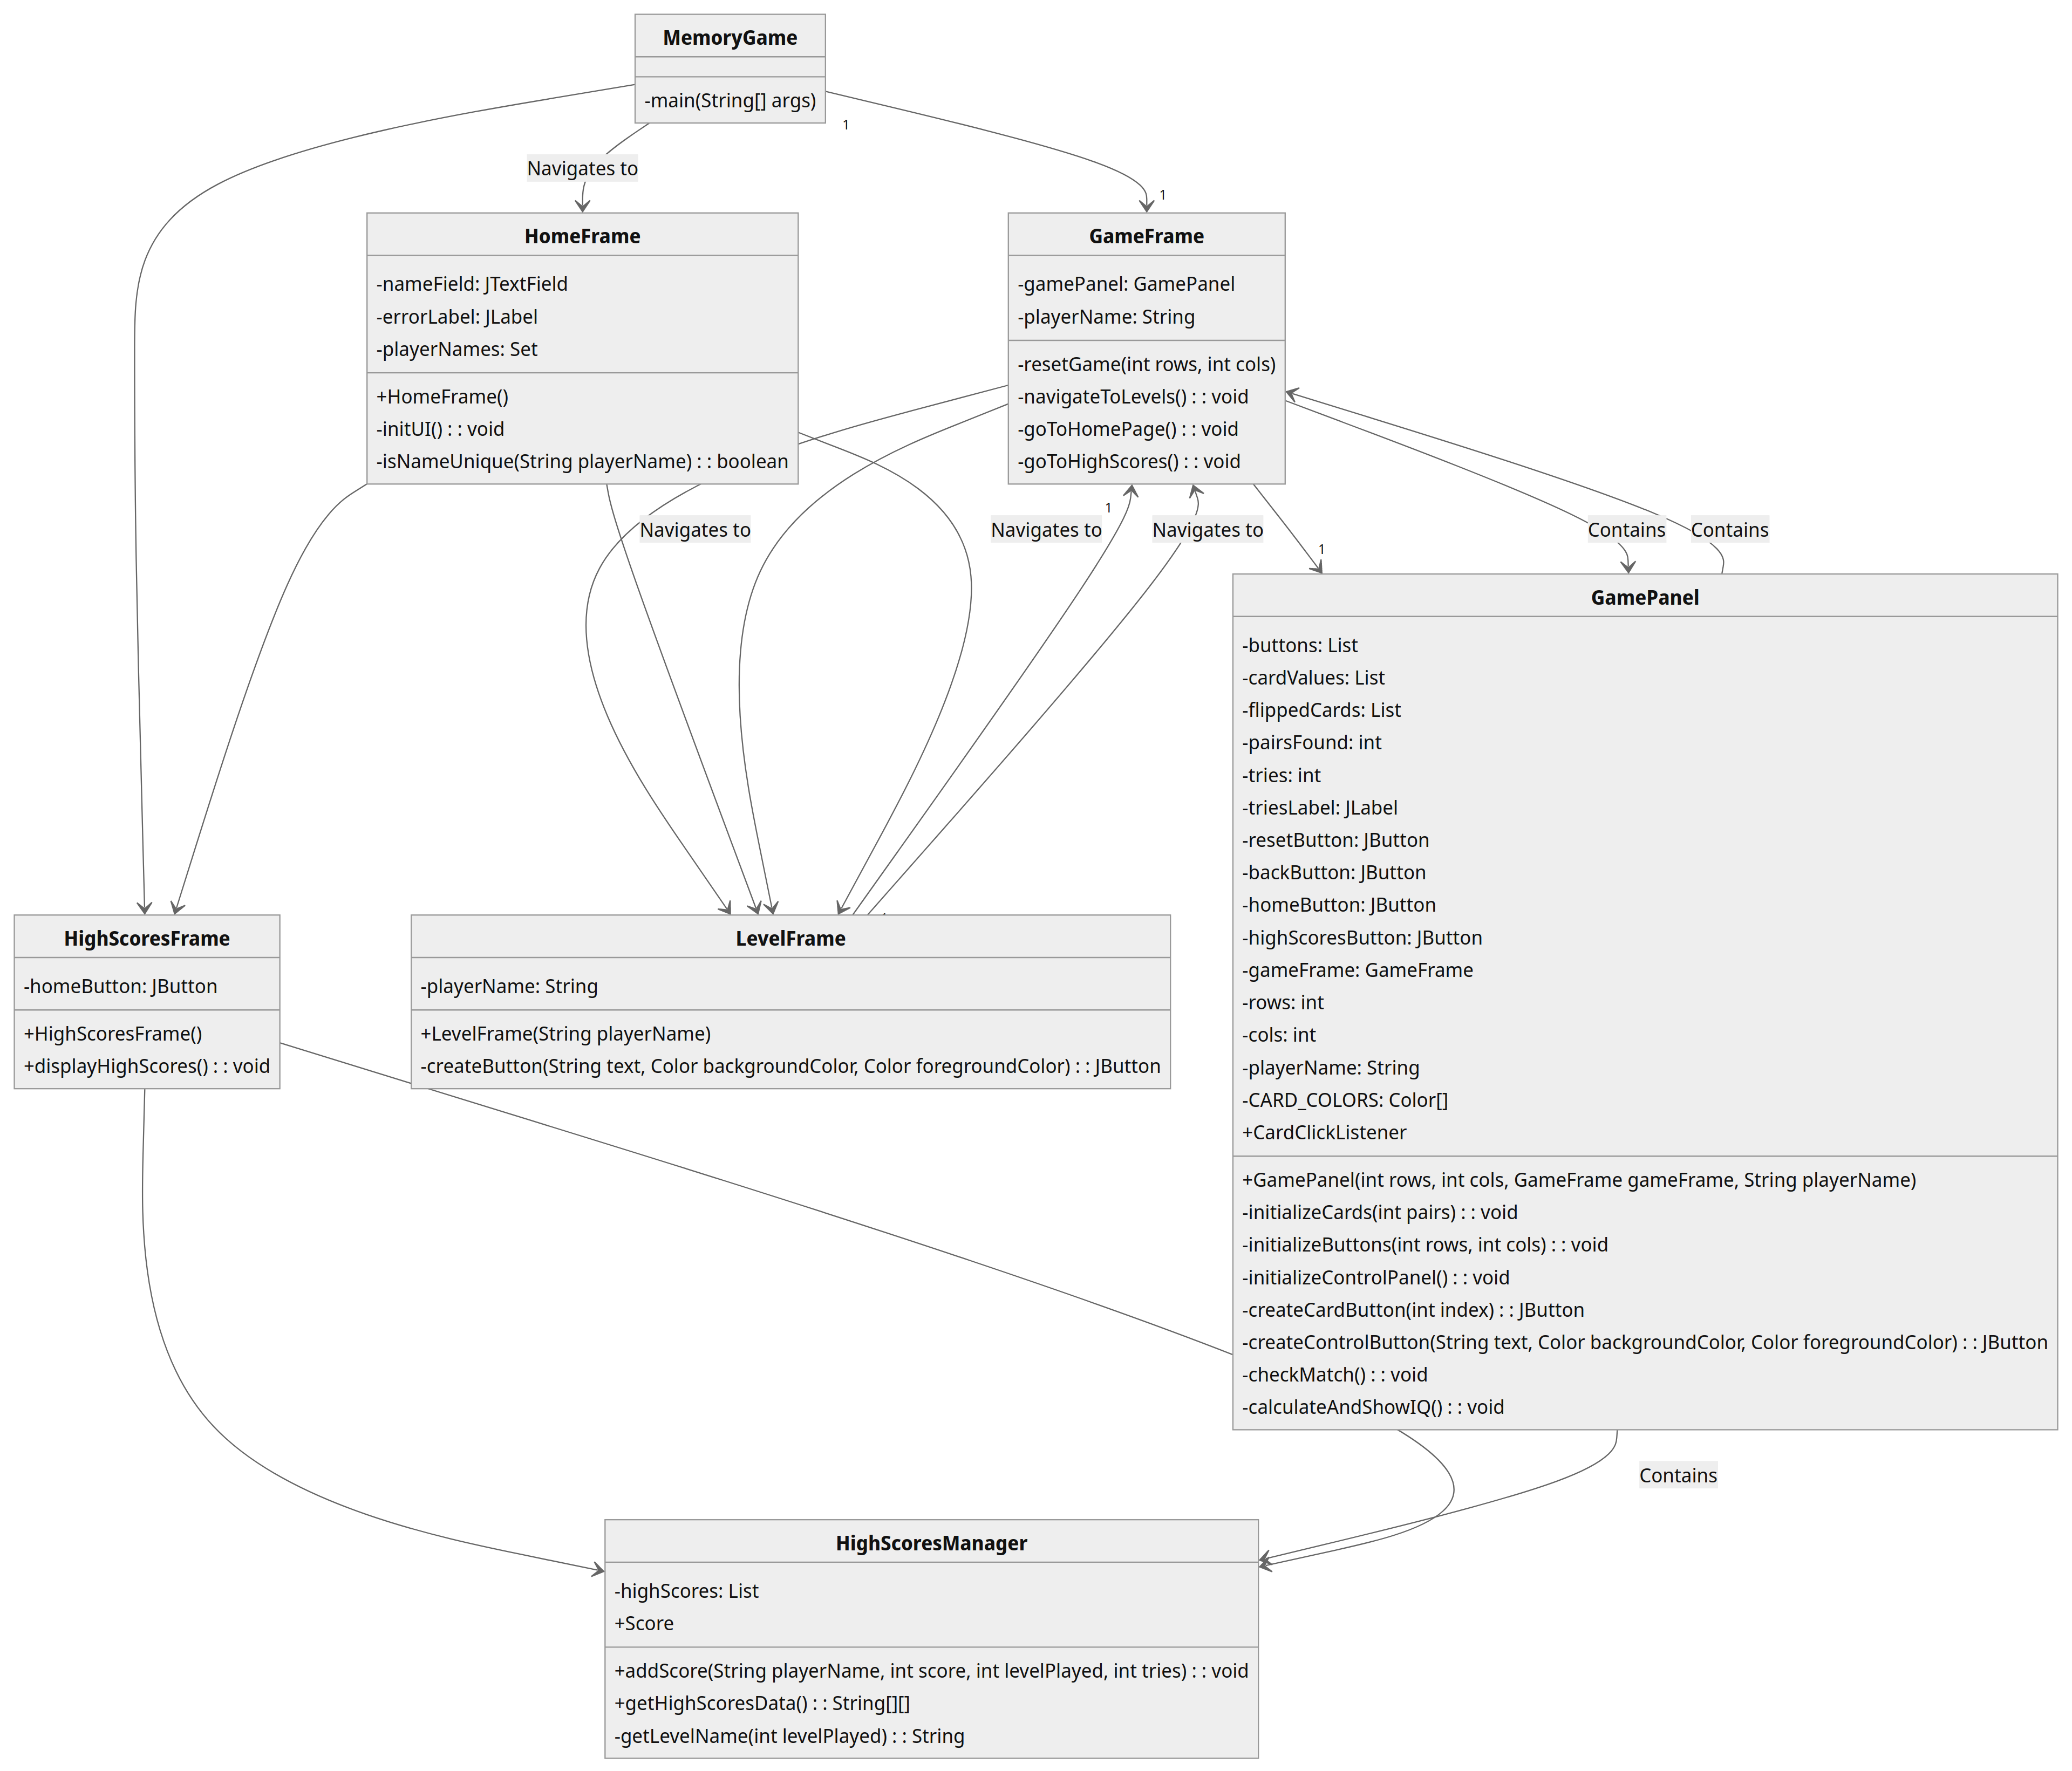 MemoryGame
-main(String[] args)
1
Navigates to
1
HomeFrame
-nameField: JTextField
-errorLabel: JLabel
-playerNames: Set
+HomeFrame()
-initUI() : : void
-isNameUnique(String playerName) : : boolean
GameFrame
-gamePanel: GamePanel
-playerName: String
-resetGame(int rows, int cols)
-navigateToLevels() : : void
-goToHomePage() : : void
-goToHighScores() : : void
1
Navigates to
Navigates to
Navigates to
1
Contains
Contains
GamePanel
-buttons: List
-cardValues: List
-flippedCards: List
-pairsFound: int
-tries: int
-triesLabel: JLabel
-resetButton: JButton
-backButton: JButton
-homeButton: JButton
-highScoresButton: JButton
-gameFrame: GameFrame
-rows: int
-cols: int
-playerName: String
-CARD_COLORS: Color[]
+CardClickListener
+GamePanel(int rows, int cols, GameFrame gameFrame, String playerName)
-initializeCards(int pairs) : : void
-initializeButtons(int rows, int cols) : : void
-initializeControlPanel() : : void
-createCardButton(int index) : : JButton
-createControlButton(String text, Color backgroundColor, Color foregroundColor) : : JButton
-checkMatch() : : void
-calculateAndShowIQ() : : void
HighScoresFrame
-homeButton: JButton
+HighScoresFrame()
+displayHighScores() : : void
LevelFrame
-playerName: String
+LevelFrame(String playerName)
-createButton(String text, Color backgroundColor, Color foregroundColor) : : JButton
Contains
HighScoresManager
-highScores: List
+Score
+addScore(String playerName, int score, int levelPlayed, int tries) : : void
+getHighScoresData() : : String[][]
-getLevelName(int levelPlayed) : : String